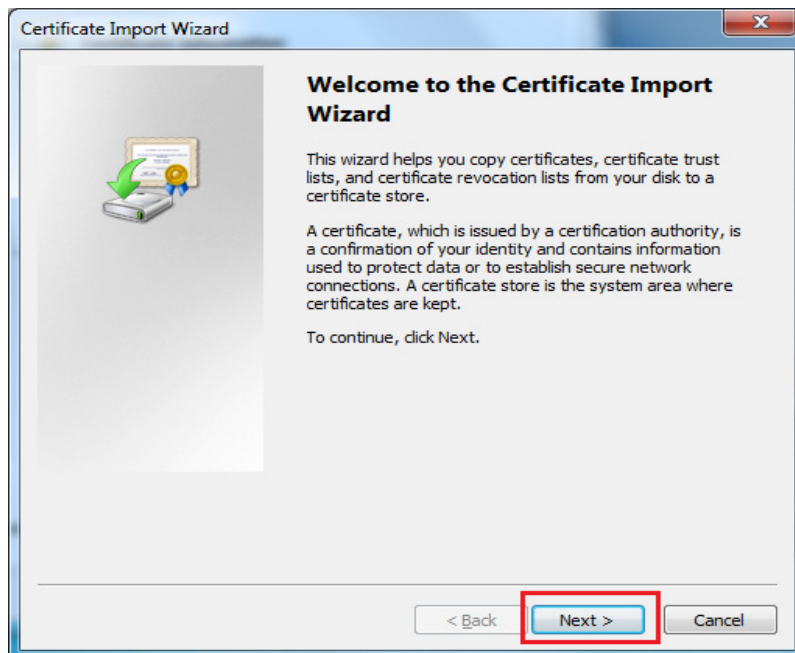 Certificate Import Wizard
Welcome to the Certificate Import
Wizard
This wizard helps you copy certificates, certificate trust
lists, and certificate revocation lists from your disk to a
certificate store.
A certificate, which is issued by a certification authority, is
a confirmation of your identity and contains information
used to protect data or to establish secure network
connections. A certificate store is the system area where
certificates are kept.
To continue, click Next.
< Back Next > Cancel